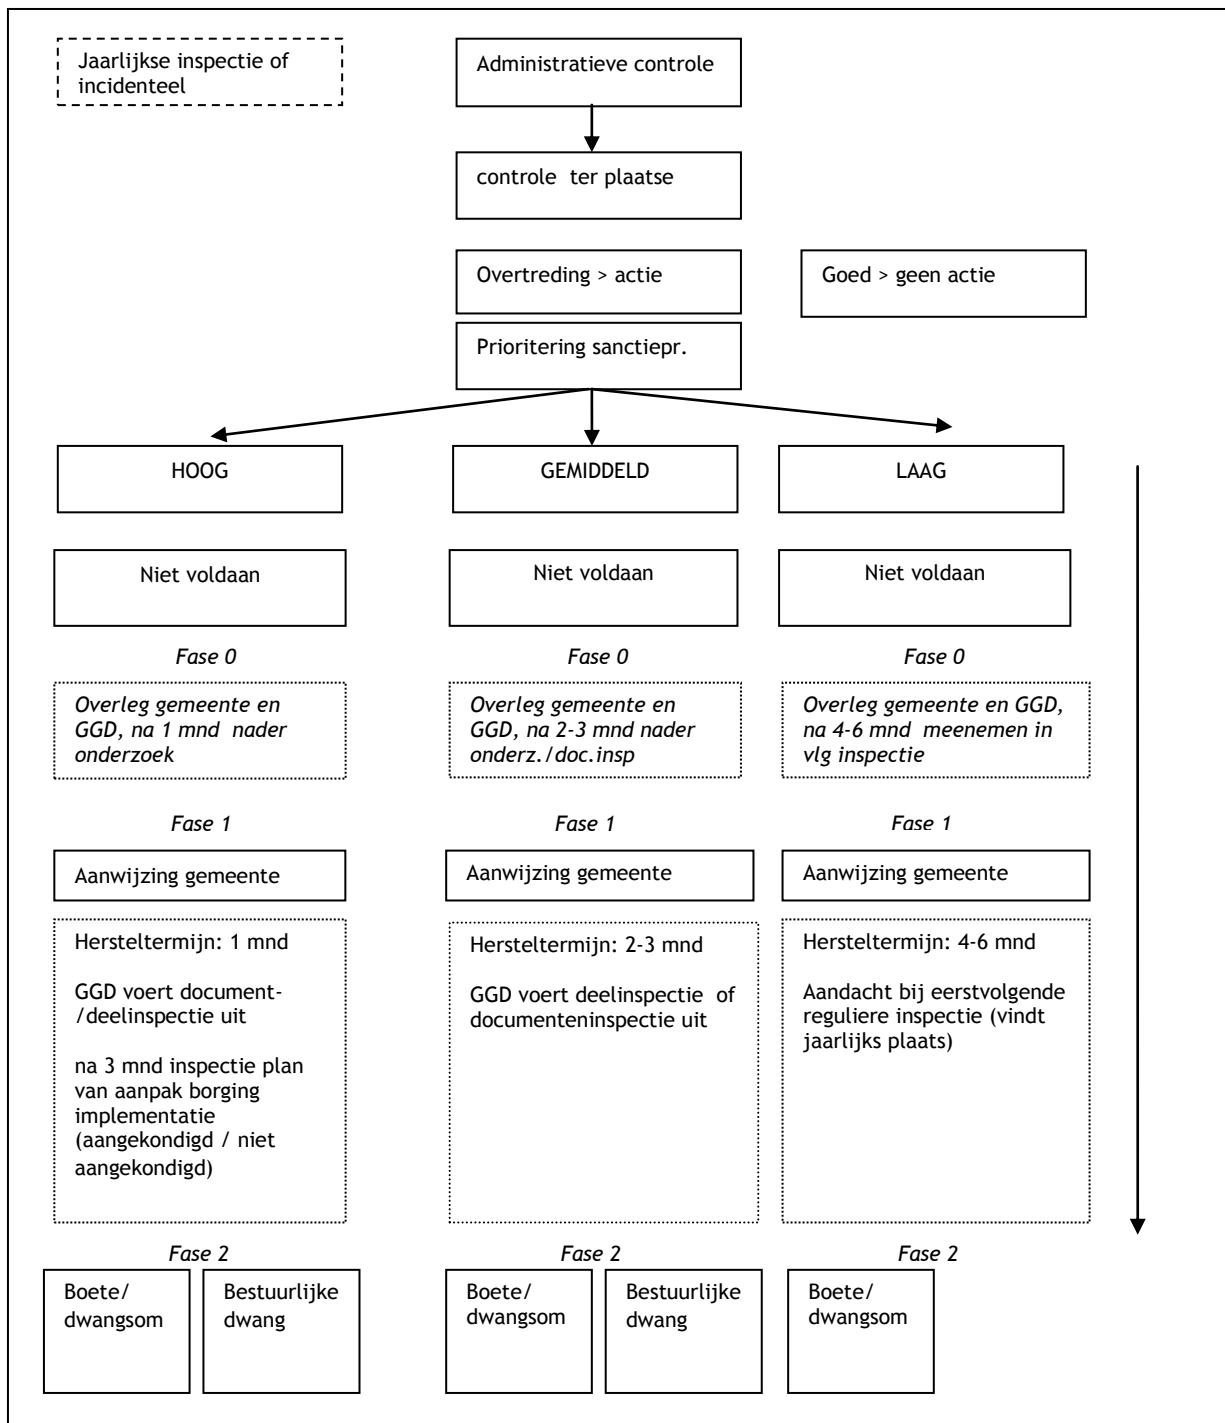 Jaarlijkse inspectie of
incidenteel
Administratieve controle
controle ter plaatse
Overtreding > actie
Goed > geen actie
Prioritering sanctiepr.
HOOG
GEMIDDELD
LAAG
Niet voldaan
Niet voldaan
Niet voldaan
Fase 0
Fase 0
Fase 0
Overleg gemeente en
GGD, na 1 mnd nader
onderzoek
Overleg gemeente en
GGD, na 2-3 mnd nader
onderz./doc.insp
Overleg gemeente en GGD,
na 4-6 mnd meenemen in
vlg inspectie
Fase 1
Fase 1
Fase 1
Aanwijzing gemeente
Aanwijzing gemeente
Aanwijzing gemeente
Hersteltermijn: 1 mnd
GGD voert document-
/deelinspectie uit
na 3 mnd inspectie plan
van aanpak borging
implementatie
(aangekondigd / niet
aangekondigd)
Hersteltermijn: 2-3 mnd
GGD voert deelinspectie of
documenteninspectie uit
Hersteltermijn: 4-6 mnd
Aandacht bij eerstvolgende
reguliere inspectie (vindt
jaarlijks plaats)
Fase 2
Fase 2
Fase 2
Boete/
dwangsom
Bestuurlijke
dwang
Boete/
dwangsom
Bestuurlijke
dwang
Boete/
dwangsom